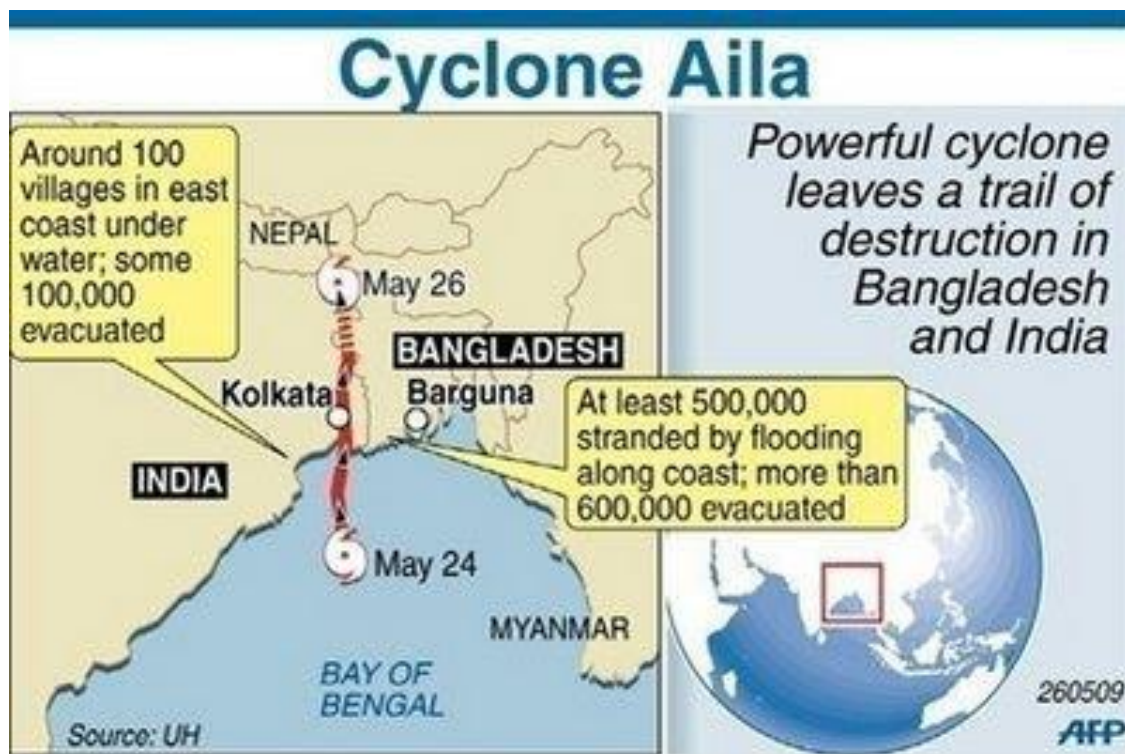 Cyclone Aila
Around 100
villages in east
coast under
water; some
100,000
evacuated
NEPAL
May 26
BANGLADESH
Kolkata
Barguna
INDIA
May 24
MYANMAR
BAY OF
BENGAL
Source: UH
At least 500,000
stranded by flooding
along coast; more than
600,000 evacuated
Powerful cyclone
leaves a trail of
destruction in
Bangladesh
and India
260509
AFP